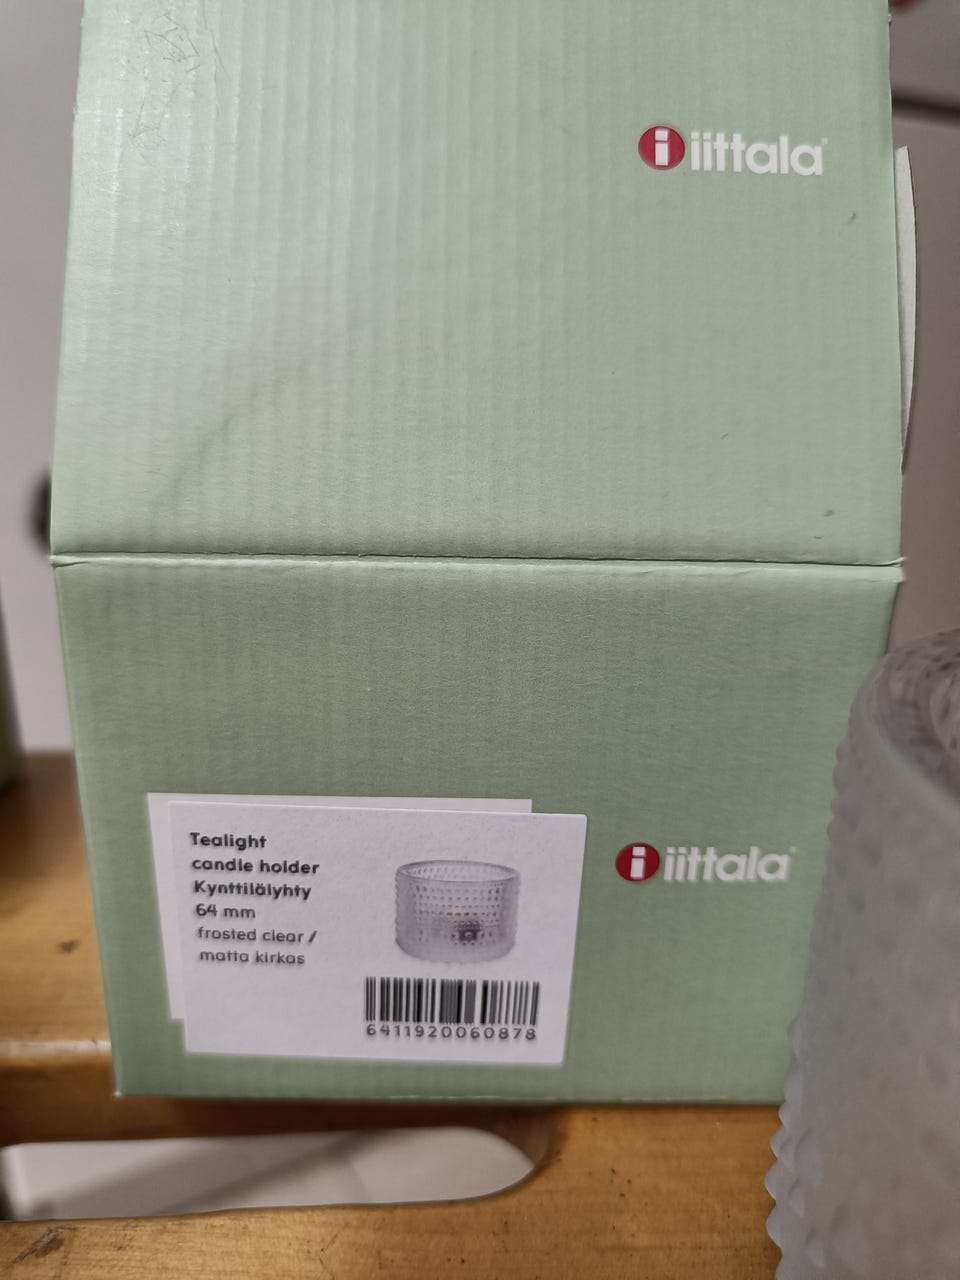 iittala
Tealight
candle holder
Kynttilälyhty
64 mm
frosted clear /
matta kirkas
6411920060878
iittala